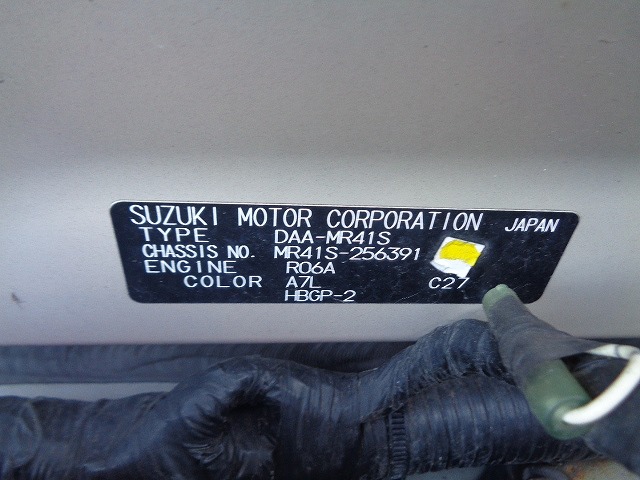 SUZUKI MOTOR CORPORATION JAPAN
TYPE DAA-MR41S
CHASSIS NO. MR41S-256391
ENGINE R06A
COLOR A7L C27
HBGP-2